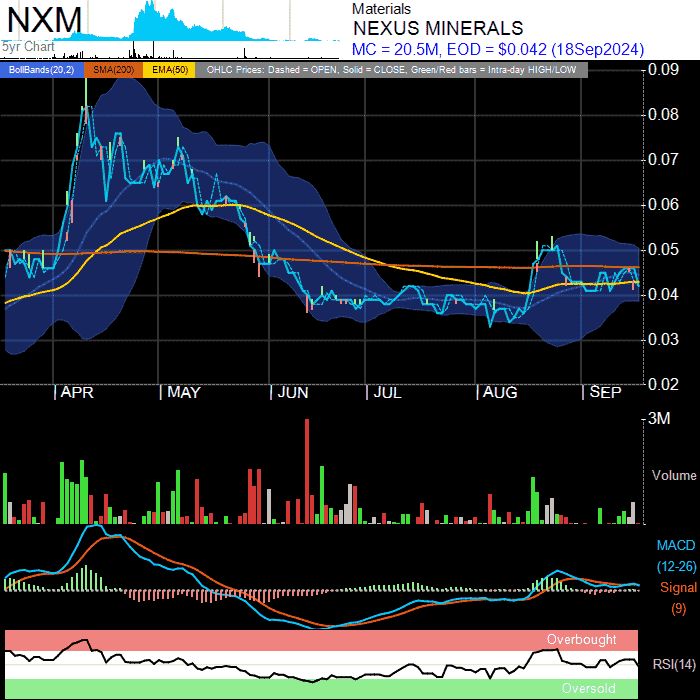 NXM
5yr Chart
Materials
NEXUS MINERALS
MC = 20.5M, EOD = $0.042 (18Sep2024)
BollBands(20,2) SMA(200) EMA(50) OHLC Prices: Dashed = OPEN, Solid = CLOSE, Green/Red bars = Intra-day HIGH/LOW
0.09
0.08
0.07
0.06
0.05
0.04
0.03
0.02
APR MAY JUN JUL AUG SEP
3M
Volume
MACD
(12-26)
Signal
(9)
Overbought
RSI(14)
Oversold